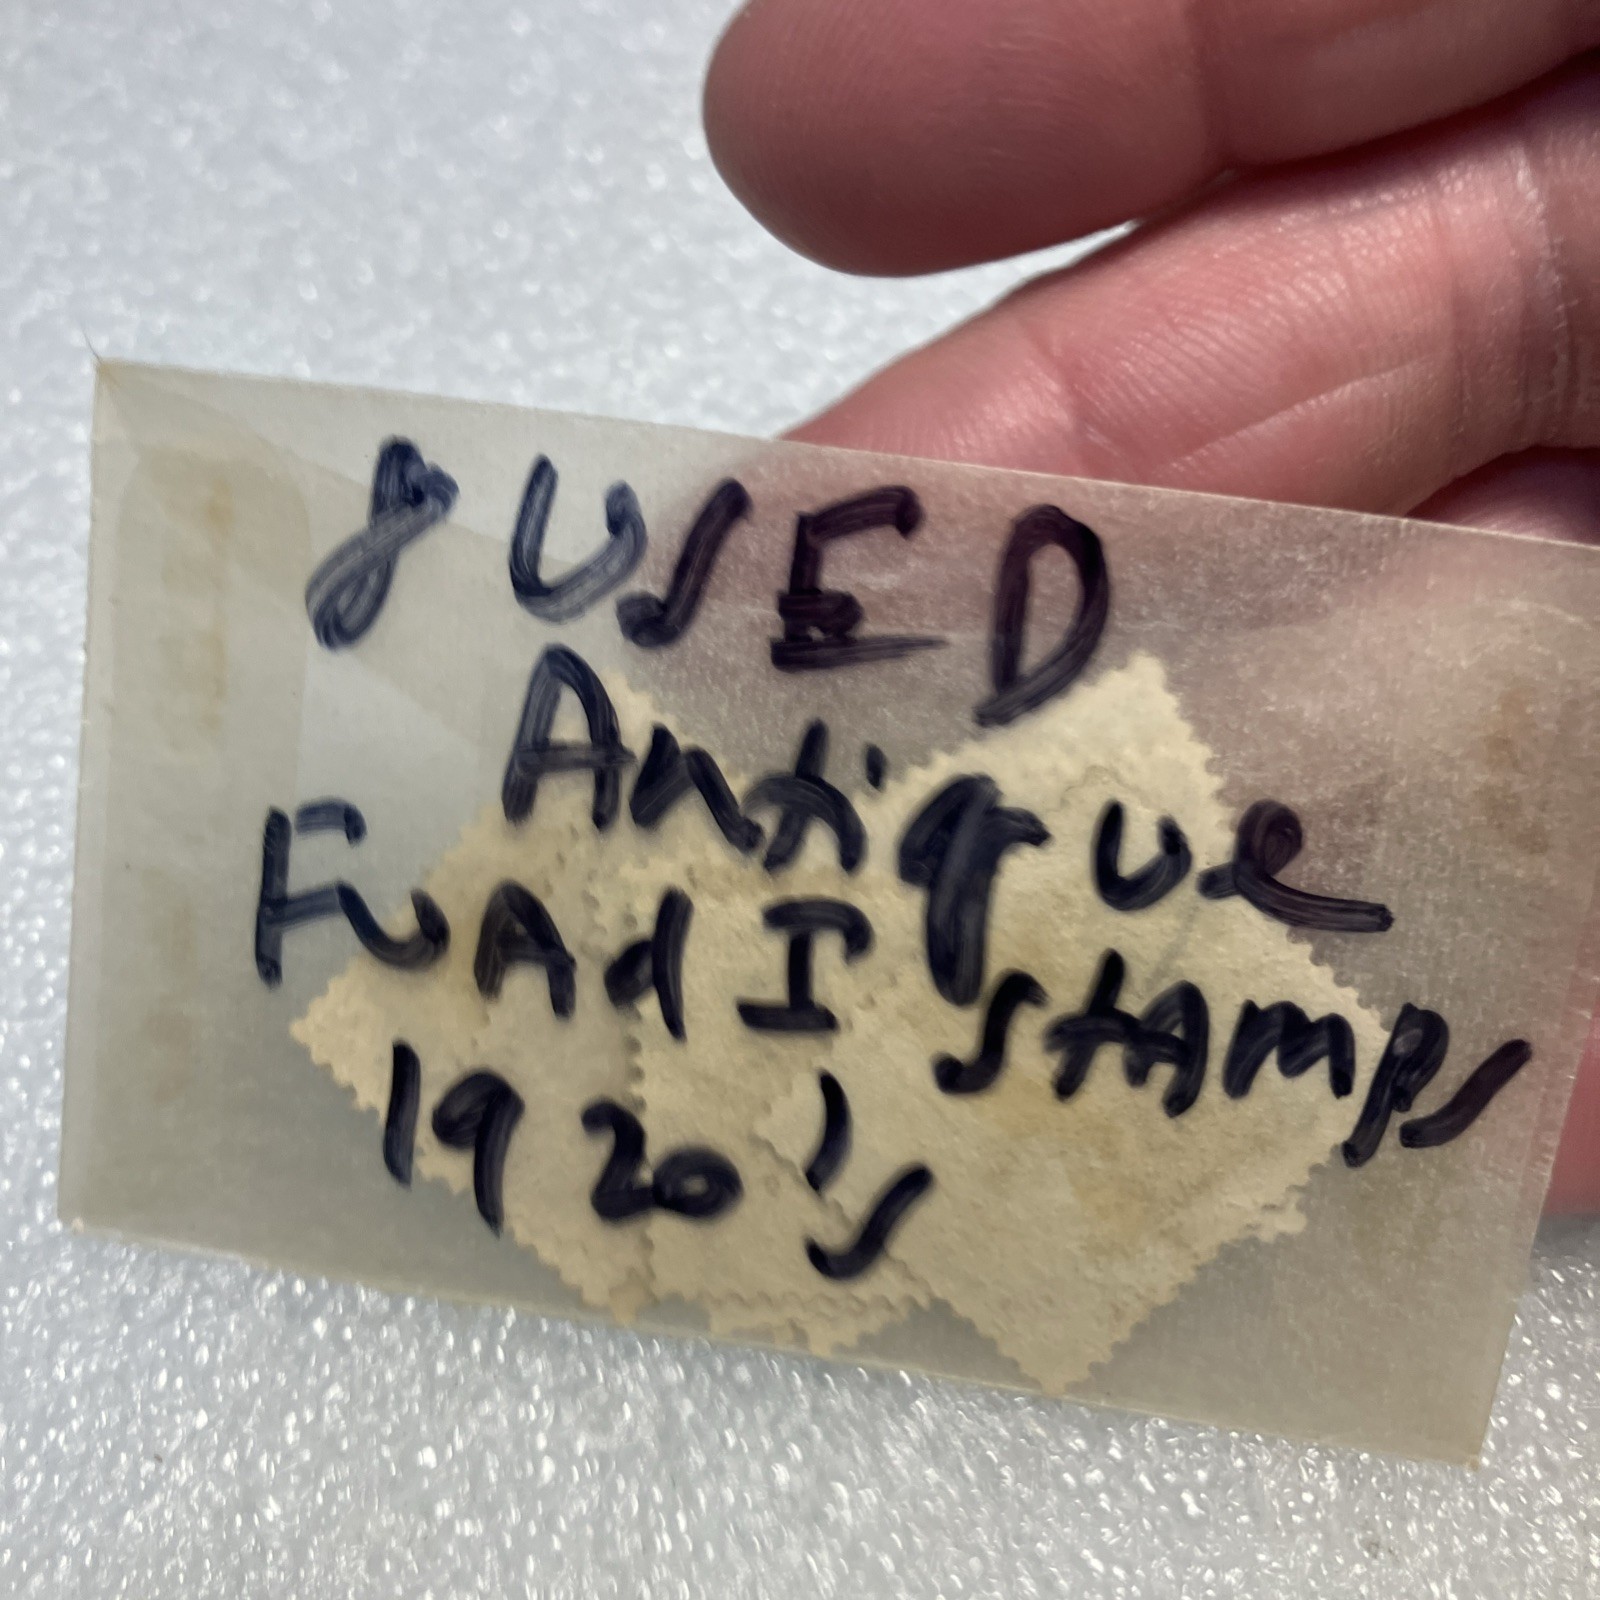 8 USED
Antique
FuAd I stAmps
1920's